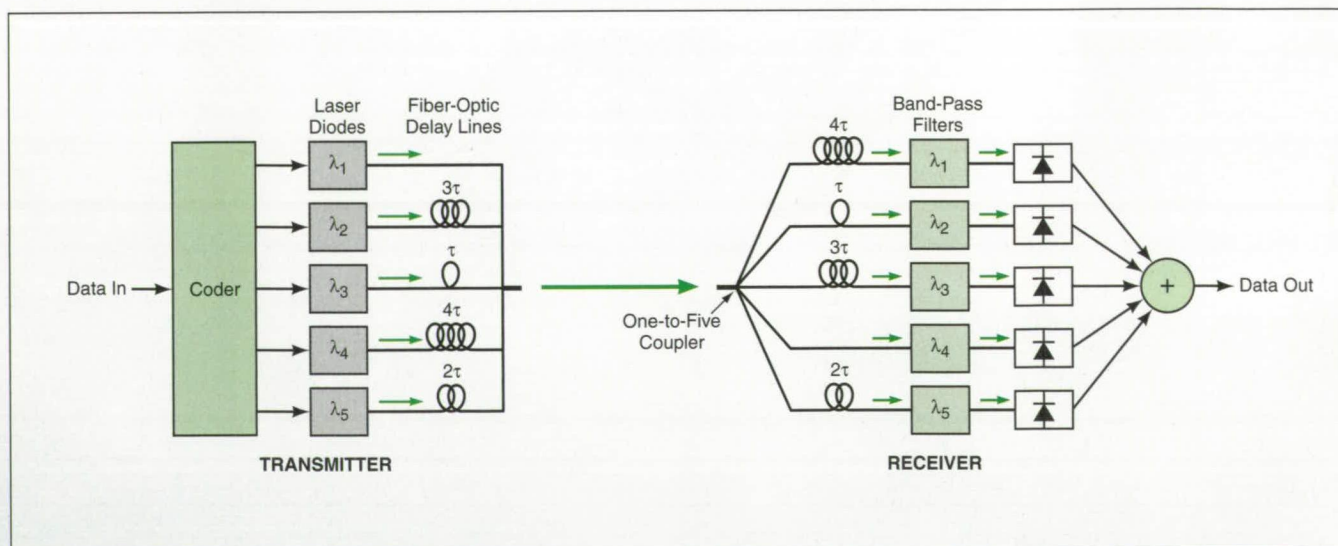 Laser
Diodes
Fiber-Optic
Delay Lines
Data In
Coder
λ1
λ2
3τ
λ3
τ
λ4
4τ
λ5
2τ
TRANSMITTER
One-to-Five
Coupler
Band-Pass
Filters
4τ
λ1
τ
λ2
3τ
λ3
λ4
2τ
λ5
+
Data Out
RECEIVER